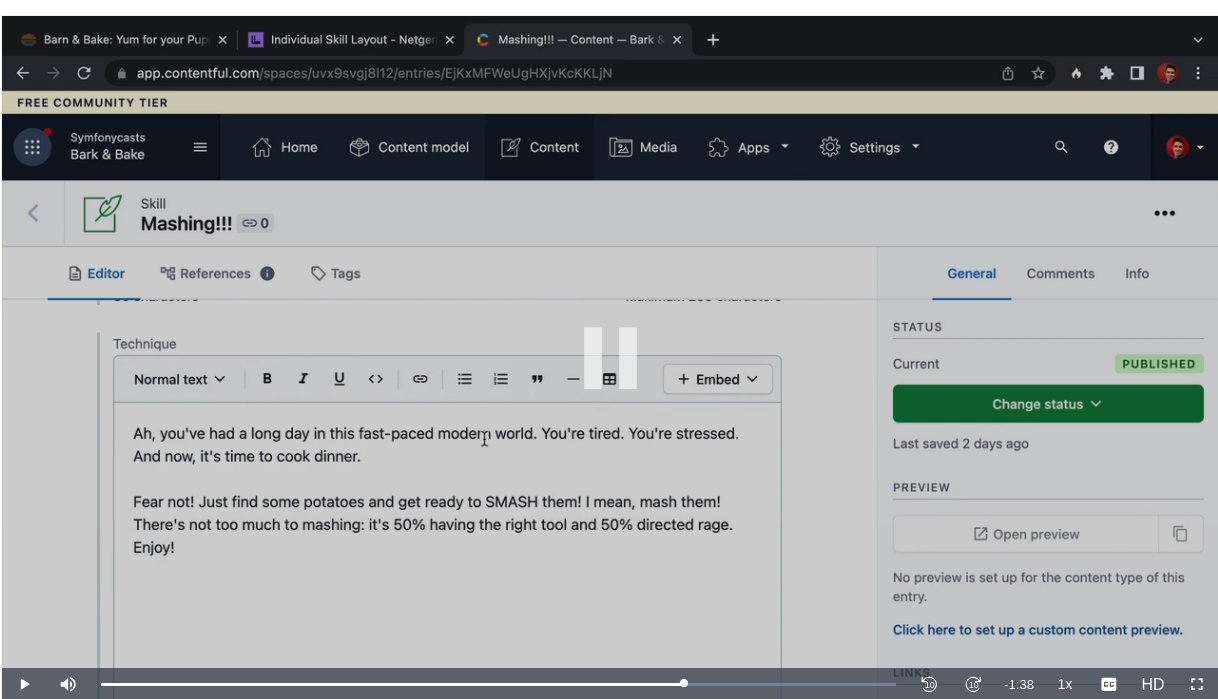 Barn & Bake: Yum for your Pup
Individual Skill Layout - Netgen
Mashing!!! — Content — Bark &
app.contentful.com/spaces/uvx9svgj8l12/entries/EjKxMFWeUgHXjvKcKKLjN
FREE COMMUNITY TIER
Symfonycasts
Bark & Bake
Home
Content model
Content
Media
Apps
Settings
Skill
Mashing!!!
0
Editor
References
Tags
General
Comments
Info
characters
Technique
Normal text
B I U
Embed
Ah, you've had a long day in this fast-paced modern world. You're tired. You're stressed.
And now, it's time to cook dinner.
Fear not! Just find some potatoes and get ready to SMASH them! I mean, mash them!
There's not too much to mashing: it's 50% having the right tool and 50% directed rage.
Enjoy!
STATUS
Current
PUBLISHED
Change status
Last saved 2 days ago
PREVIEW
Open preview
No preview is set up for the content type of this
entry.
Click here to set up a custom content preview.
LINKS
10
10
-1:38
1x
CC
HD